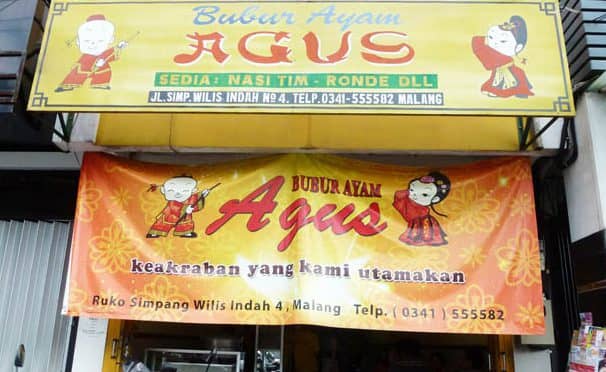 Bubur Ayam
AGUS
SEDIA: NASI TIM - RONDE DLL
JL.SIMP.WILIS INDAH No 4. TELP. 0341-555582 MALANG
BUBUR AYAM
Agus
keakraban yang kami utamakan
Ruko Simpang Wilis Indah 4, Malang Telp. ( 0341 ) 555582